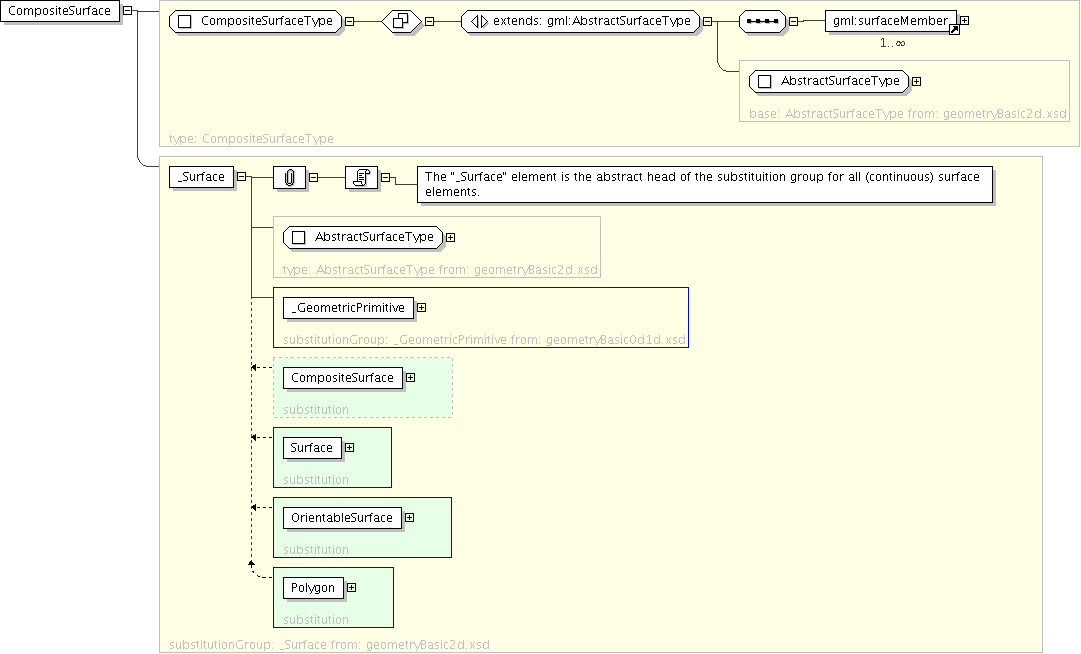 CompositeSurface
CompositeSurfaceType
extends: gml:AbstractSurfaceType
gml:surfaceMember
1..∞
AbstractSurfaceType
base: AbstractSurfaceType from: geometryBasic2d.xsd
type: CompositeSurfaceType
_Surface
The "_Surface" element is the abstract head of the substituition group for all (continuous) surface
elements.
AbstractSurfaceType
type: AbstractSurfaceType from: geometryBasic2d.xsd
_GeometricPrimitive
substitutionGroup: _GeometricPrimitive from: geometryBasic0d1d.xsd
CompositeSurface
substitution
Surface
substitution
OrientableSurface
substitution
Polygon
substitution
substitutionGroup: _Surface from: geometryBasic2d.xsd